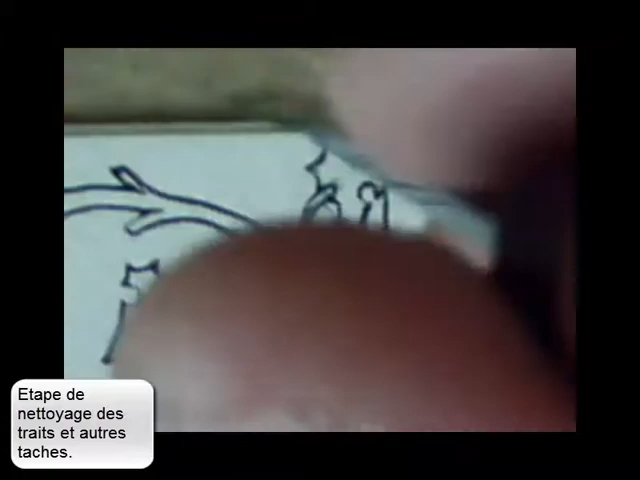 Etape de
nettoyage des
traits et autres
taches.